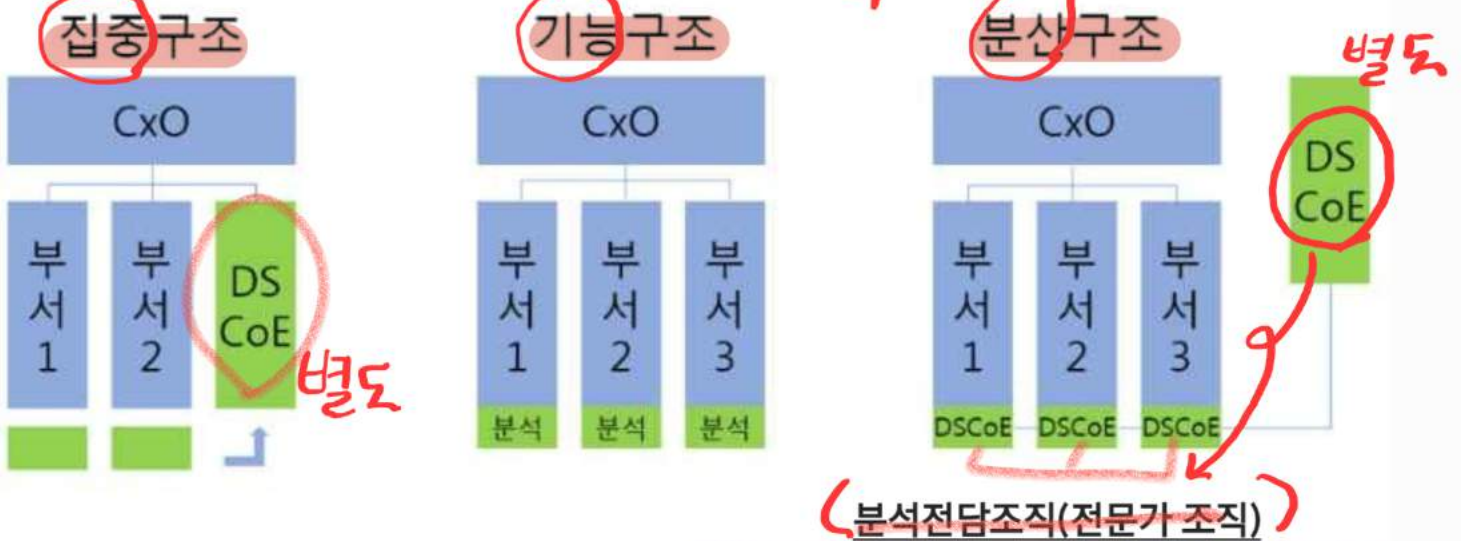 집중구조
CxO
부서1
부서2
DS
CoE
별도
기능구조
CxO
부서1
부서2
부서3
분석
분석
분석
분산구조
별도
CxO
DS
CoE
부서1
부서2
부서3
DSCoE
DSCoE
DSCoE
(분석전담조직(전문가 조직))